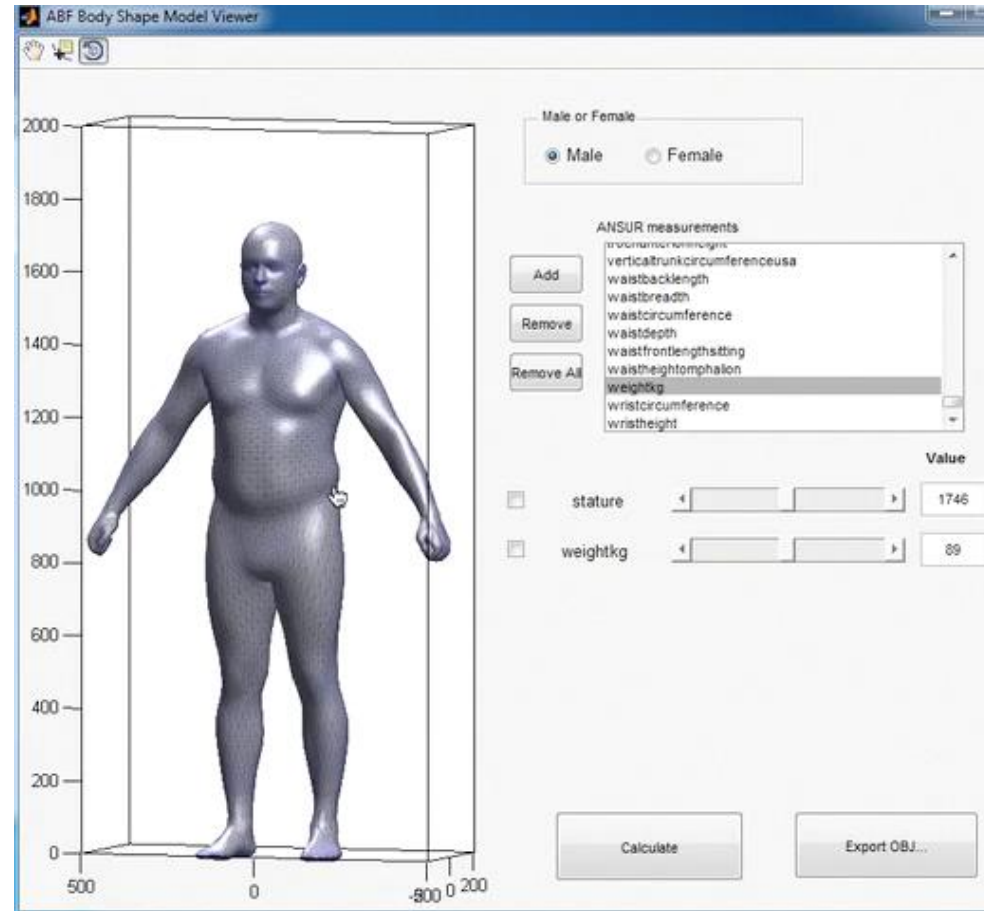 ABF Body Shape Model Viewer
2000
1800
1600
1400
1200
1000
800
600
400
200
0
500
0
0 200
Male or Female
Male
Female
ANSUR measurements
verticaltrunkcircumferenceusa
waistbacklength
waistbreadth
waistcircumference
waistdepth
waistfrontlengthsitting
waistheightomphalion
weightkg
wristcircumference
wristheight
Add
Remove
Remove All
Value
stature
1746
weightkg
89
Calculate
Export OBJ...